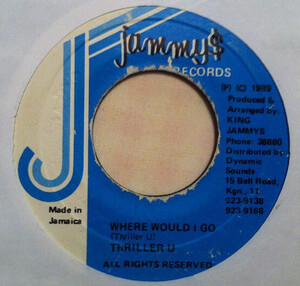 jammy$
RECORDS
(P) (C) 1989
Produced &
Arranged by:
KING
JAMMYS
Phone: 36880
Distributed by
Dynamic
Sounds
15 Bell Road,
Kgn., 11.
923-9138
923-9168
Made in
Jamaica
WHERE WOULD I GO
(Thriller U)
THRILLER U
ALL RIGHTS RESERVED